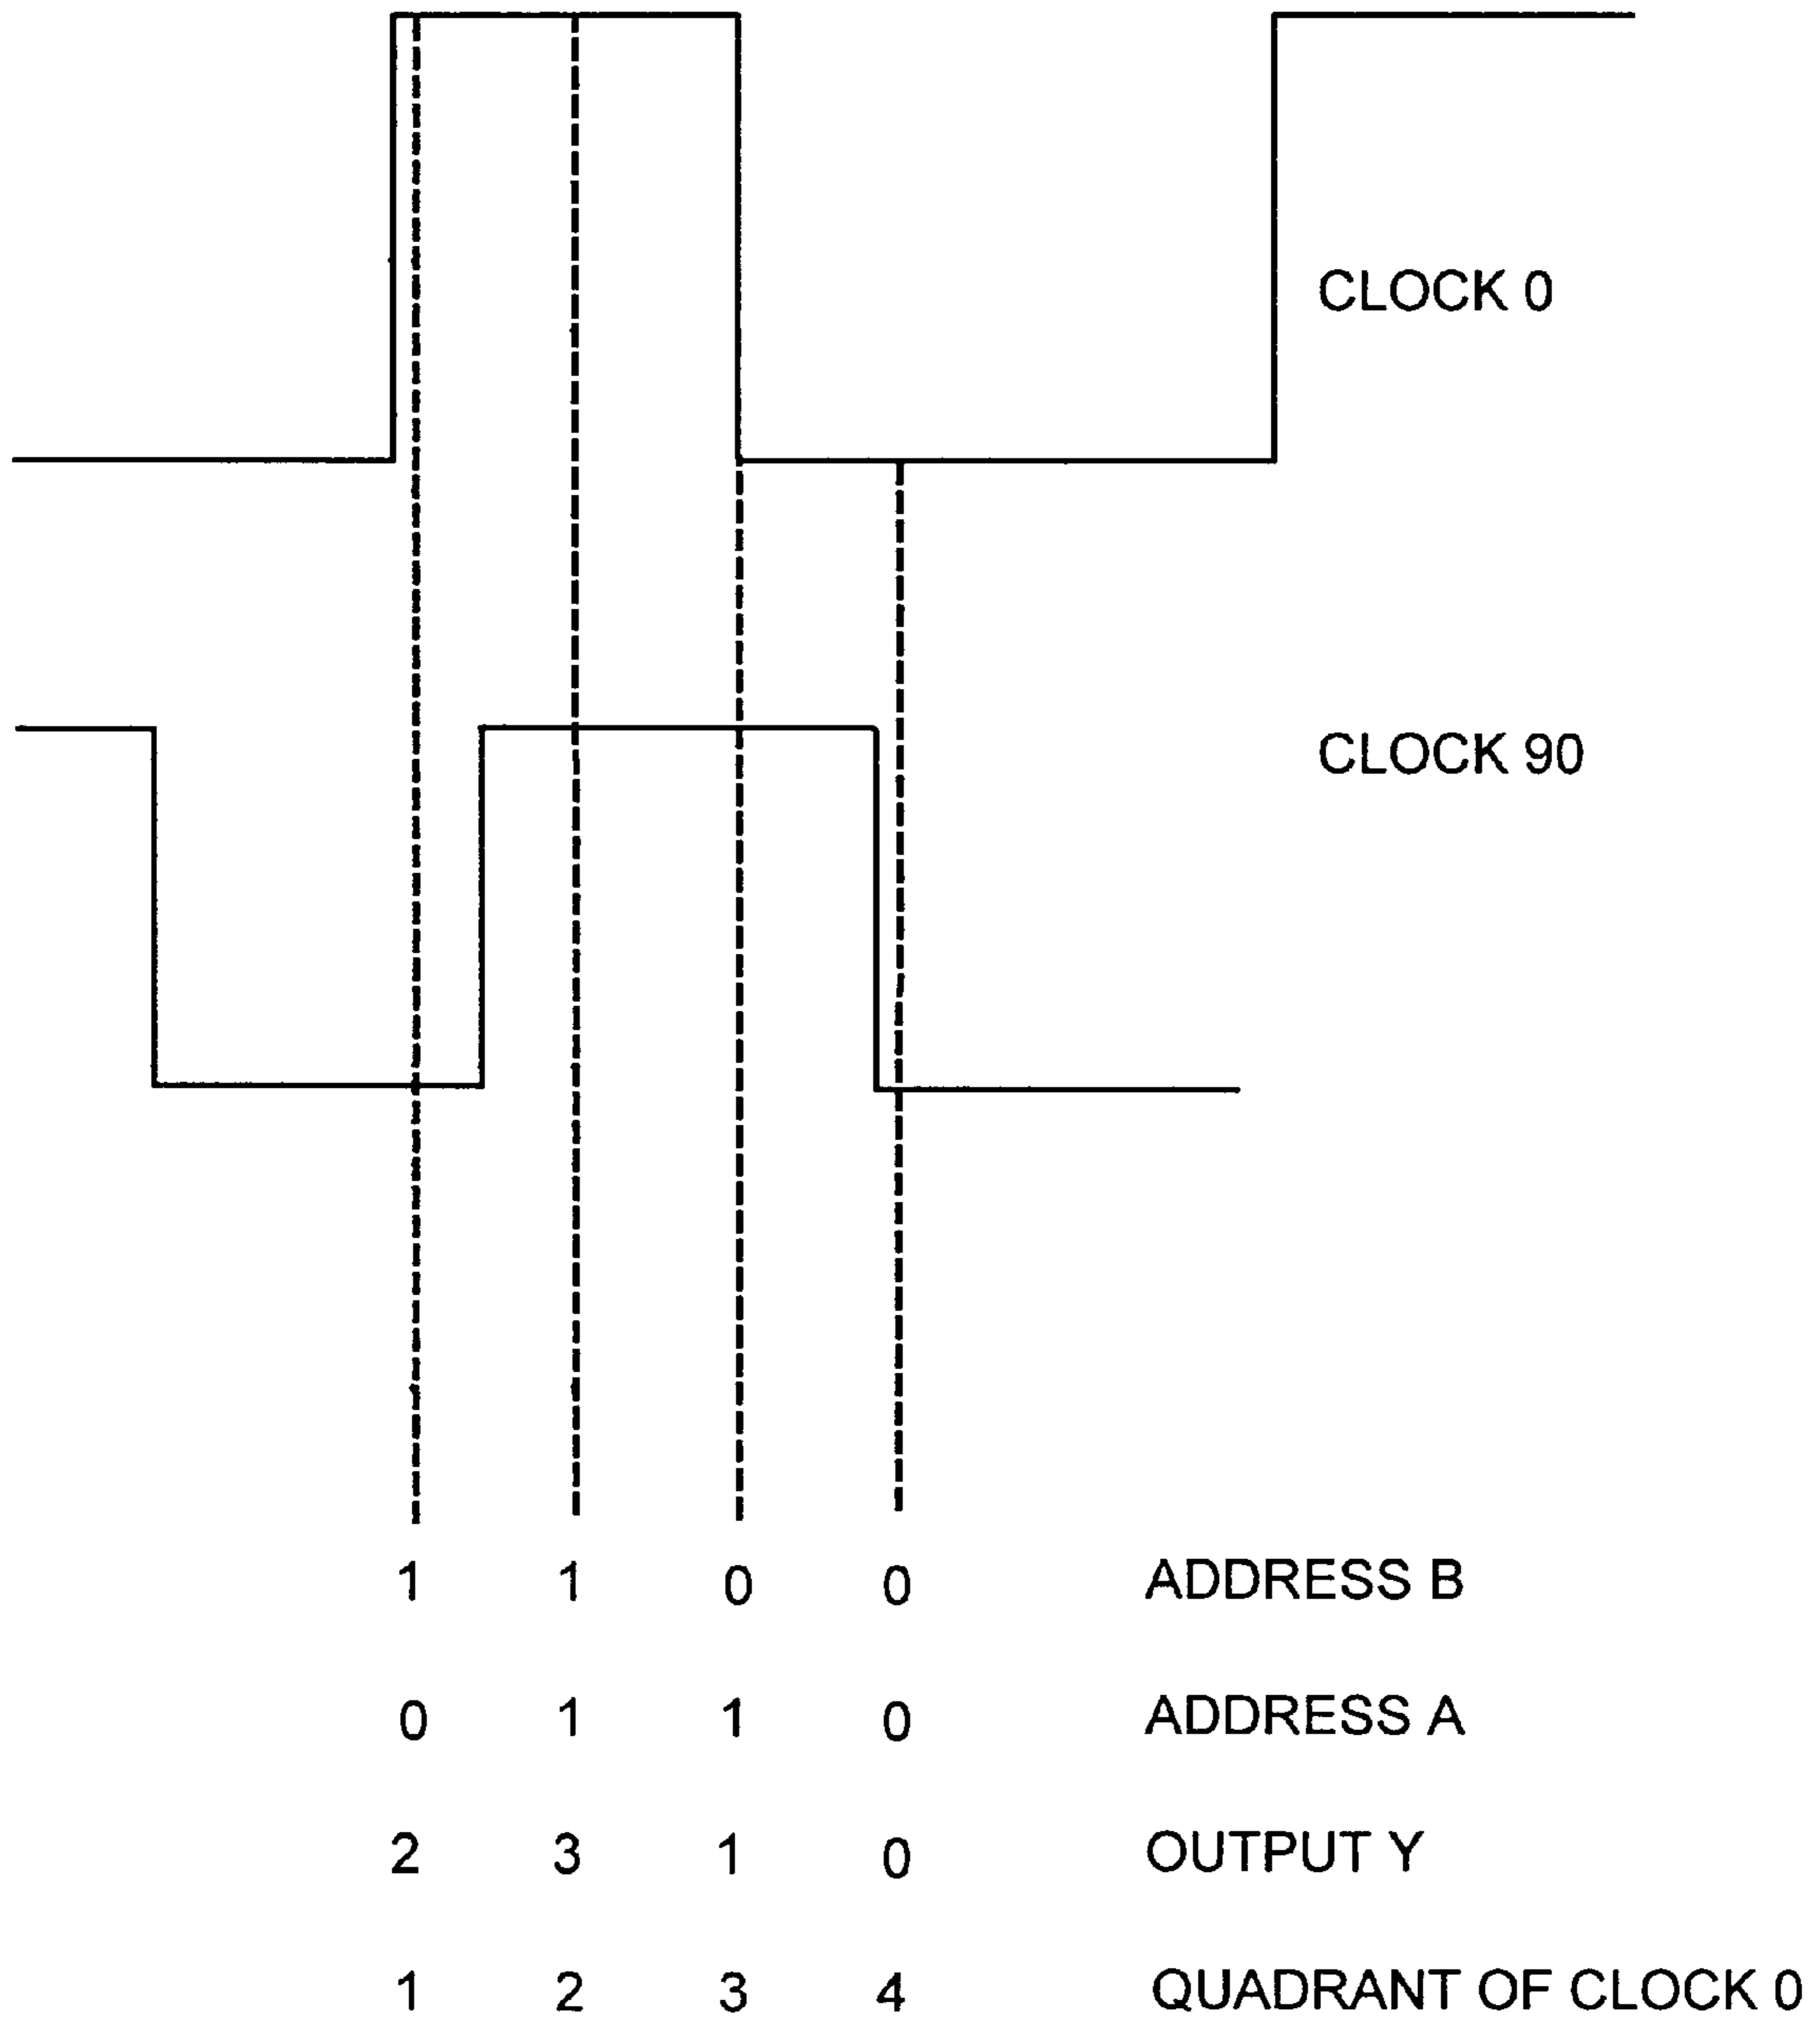 CLOCK 0
CLOCK 90
1 1 0 0 ADDRESS B
0 1 1 0 ADDRESS A
2 3 1 0 OUTPUT Y
1 2 3 4 QUADRANT OF CLOCK 0